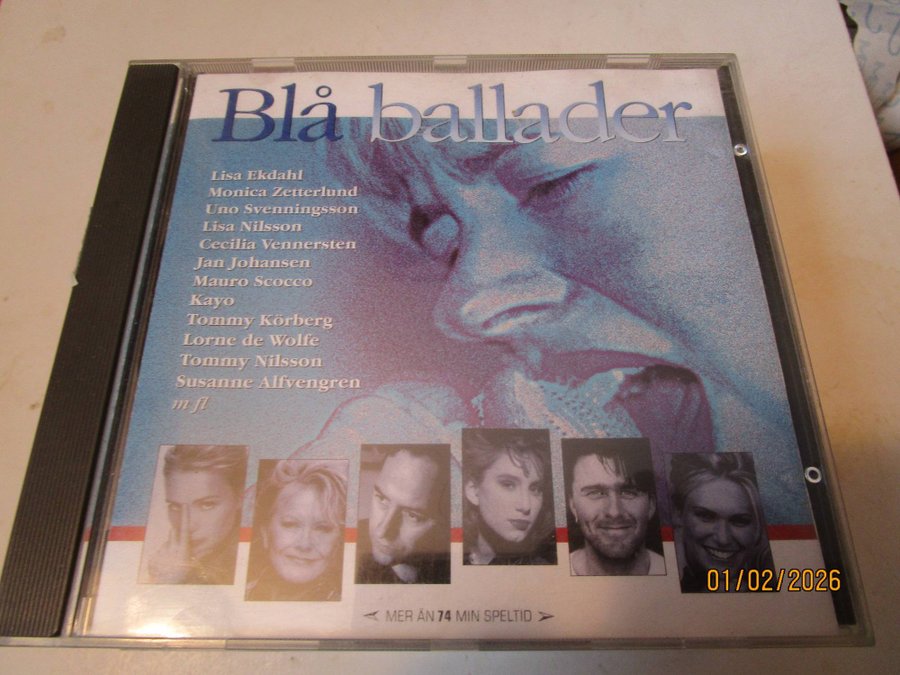 Blå ballader
Lisa Ekdahl
Monica Zetterlund
Uno Svenningsson
Lisa Nilsson
Cecilia Vennersten
Jan Johansen
Mauro Scocco
Kayo
Tommy Körberg
Lorne de Wolfe
Tommy Nilsson
Susanne Alfvengren
m fl
MER ÄN 74 MIN SPELTID
01/02/2026